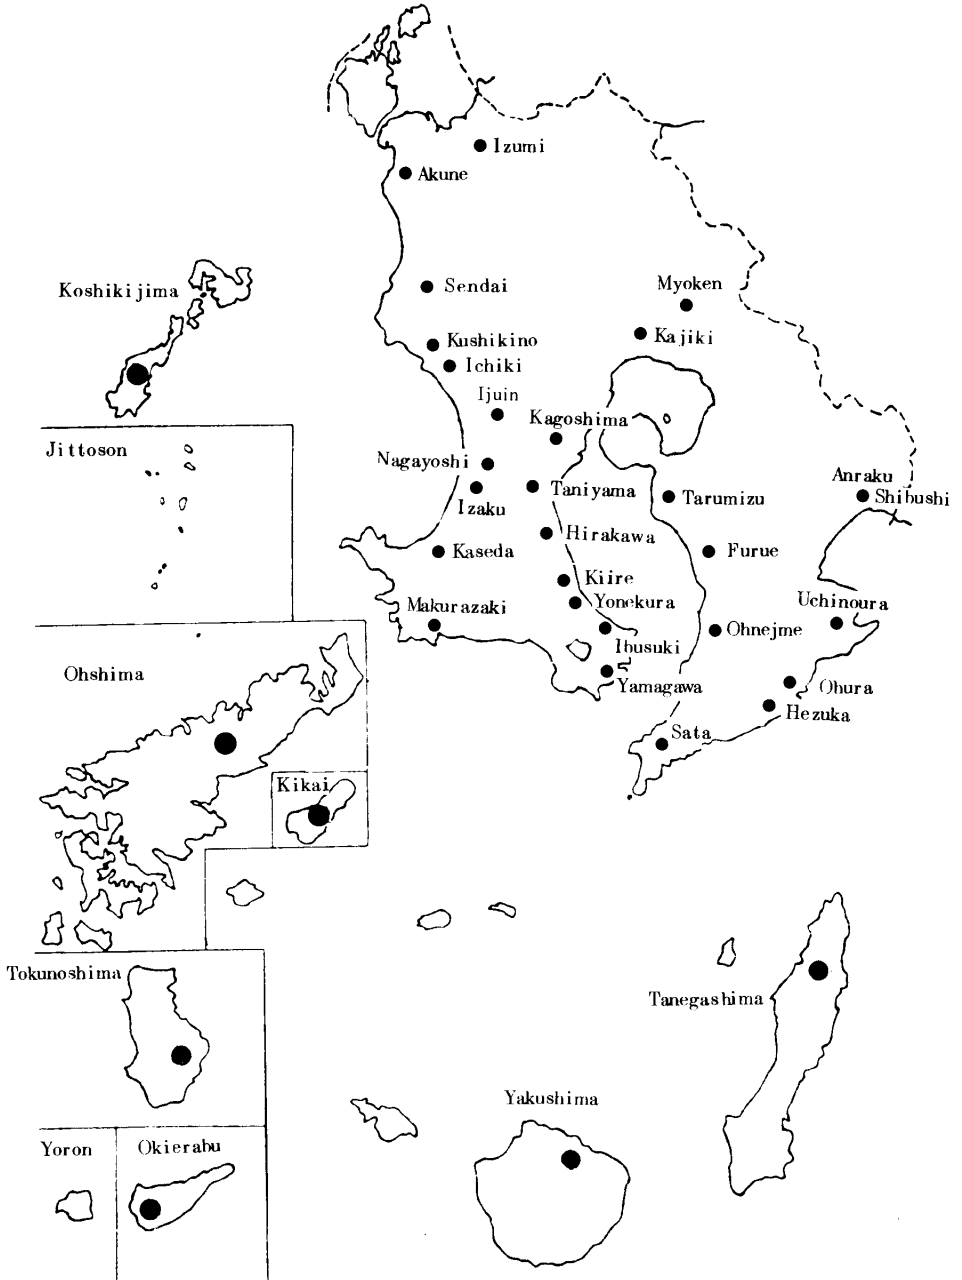 Izumi
Akune
Koshikijima
Sendai
Myoken
Kajiki
Kushikino
Ichiki
Ijuin
Kagoshima
Jittoson
Nagayoshi
Izaku
Taniyama
Tarumizu
Anraku
Shibushi
Hirakawa
Kaseda
Furue
Kiire
Yonekura
Makurazaki
Uchinoura
Ohnejme
Ibusuki
Ohshima
Yamagawa
Ohura
Hezuka
Sata
Kikai
Tokunoshima
Tanegashima
Yakushima
Yoron
Okierabu